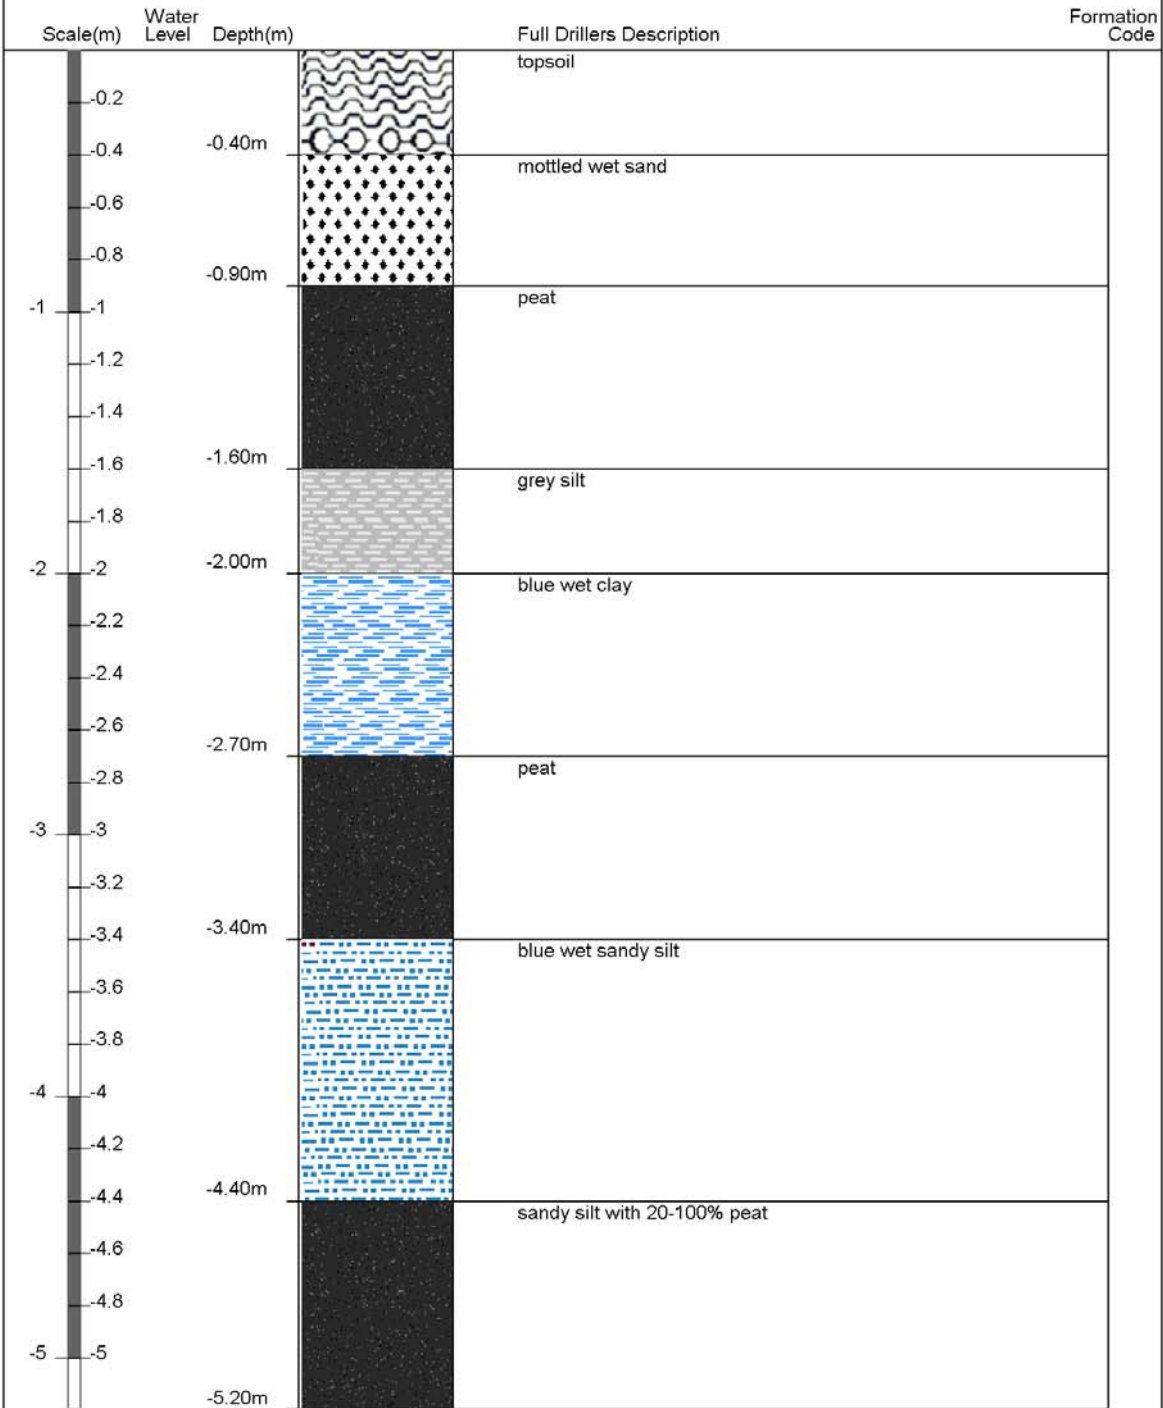 Scale(m) Water Level Depth(m) Full Drillers Description Formation Code
topsoil
-0.2
-0.40m
-0.4
mottled wet sand
-0.6
-0.8
-0.90m
peat
-1 -1
-1.2
-1.4
-1.60m
-1.6
grey silt
-1.8
-2.00m
-2 -2
blue wet clay
-2.2
-2.4
-2.6
-2.70m
peat
-2.8
-3 -3
-3.2
-3.40m
-3.4
blue wet sandy silt
-3.6
-3.8
-4 -4
-4.2
-4.40m
-4.4
sandy silt with 20-100% peat
-4.6
-4.8
-5 -5
-5.20m